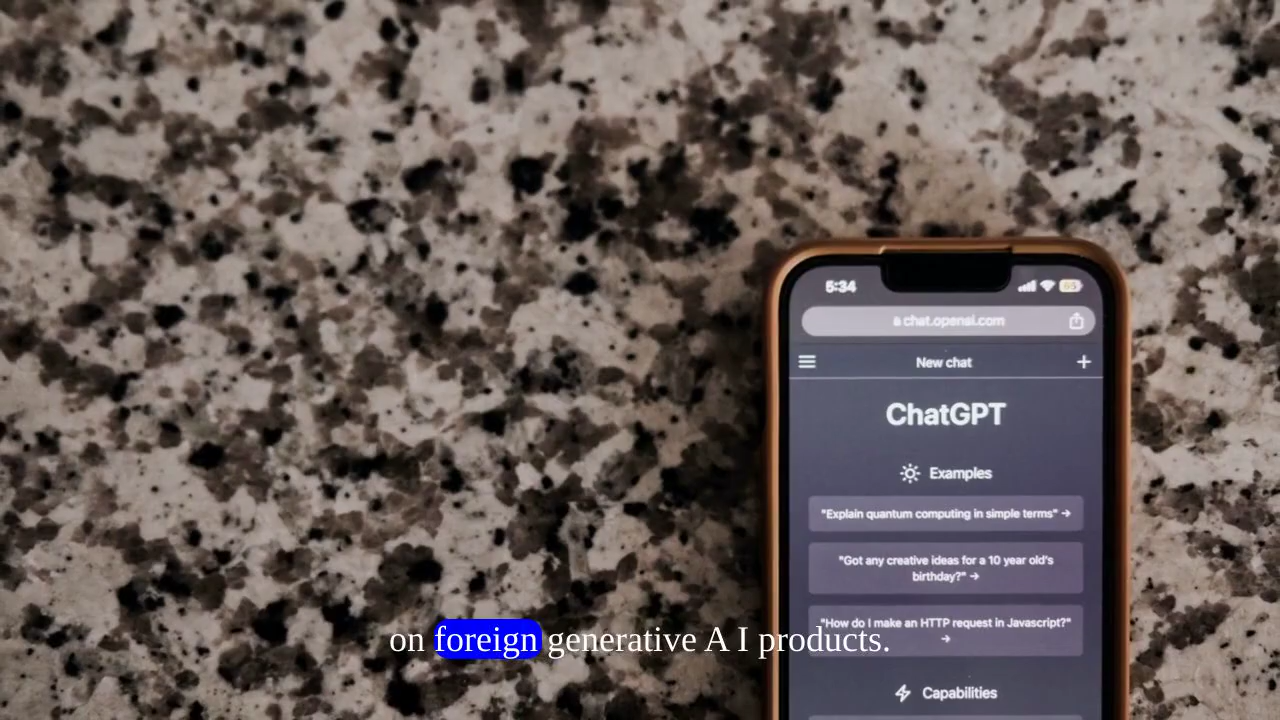 5:34
65
chat.openai.com
New chat
ChatGPT
Examples
"Explain quantum computing in simple terms" →
"Got any creative ideas for a 10 year old's
birthday?" →
"How do I make an HTTP request in Javascript?"
→
on foreign generative A I products.
Capabilities